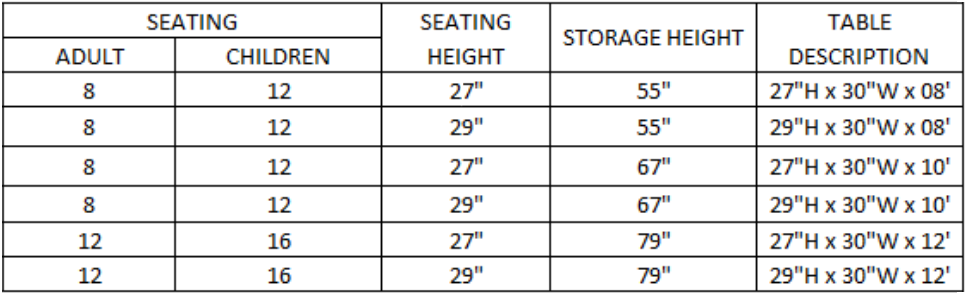 SEATING SEATING HEIGHT STORAGE HEIGHT TABLE DESCRIPTION
ADULT CHILDREN
8 12 27" 55" 27"H x 30"W x 08'
8 12 29" 55" 29"H x 30"W x 08'
8 12 27" 67" 27"H x 30"W x 10'
8 12 29" 67" 29"H x 30"W x 10'
12 16 27" 79" 27"H x 30"W x 12'
12 16 29" 79" 29"H x 30"W x 12'